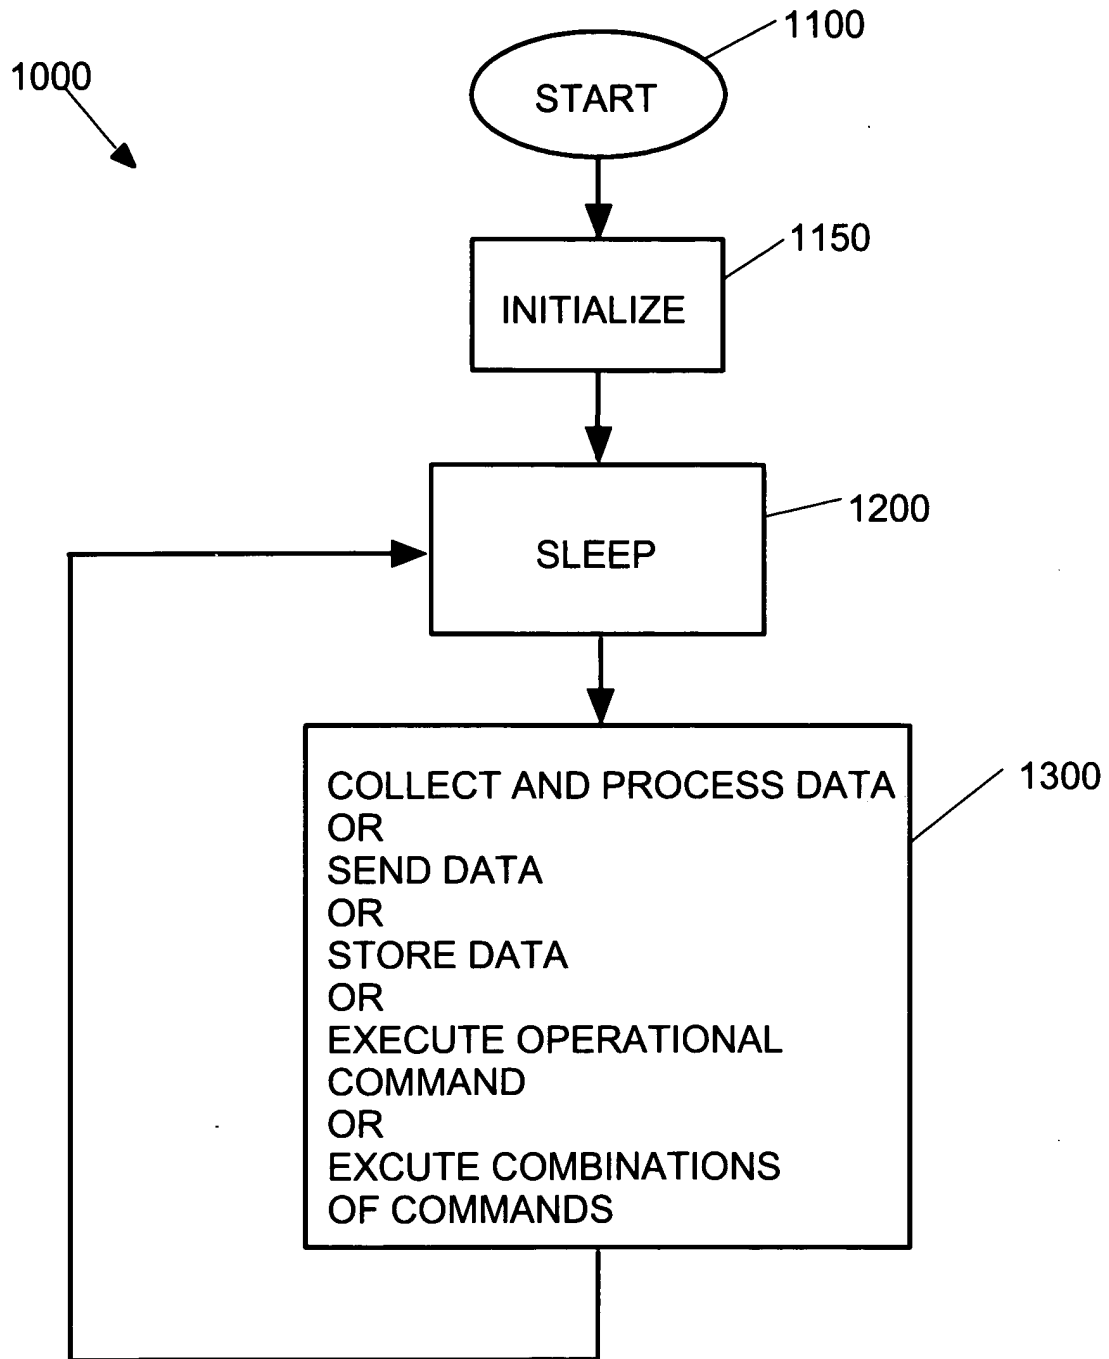 1100
1000
START
1150
INITIALIZE
1200
SLEEP
1300
COLLECT AND PROCESS DATA
OR
SEND DATA
OR
STORE DATA
OR
EXECUTE OPERATIONAL
COMMAND
OR
EXCUTE COMBINATIONS
OF COMMANDS